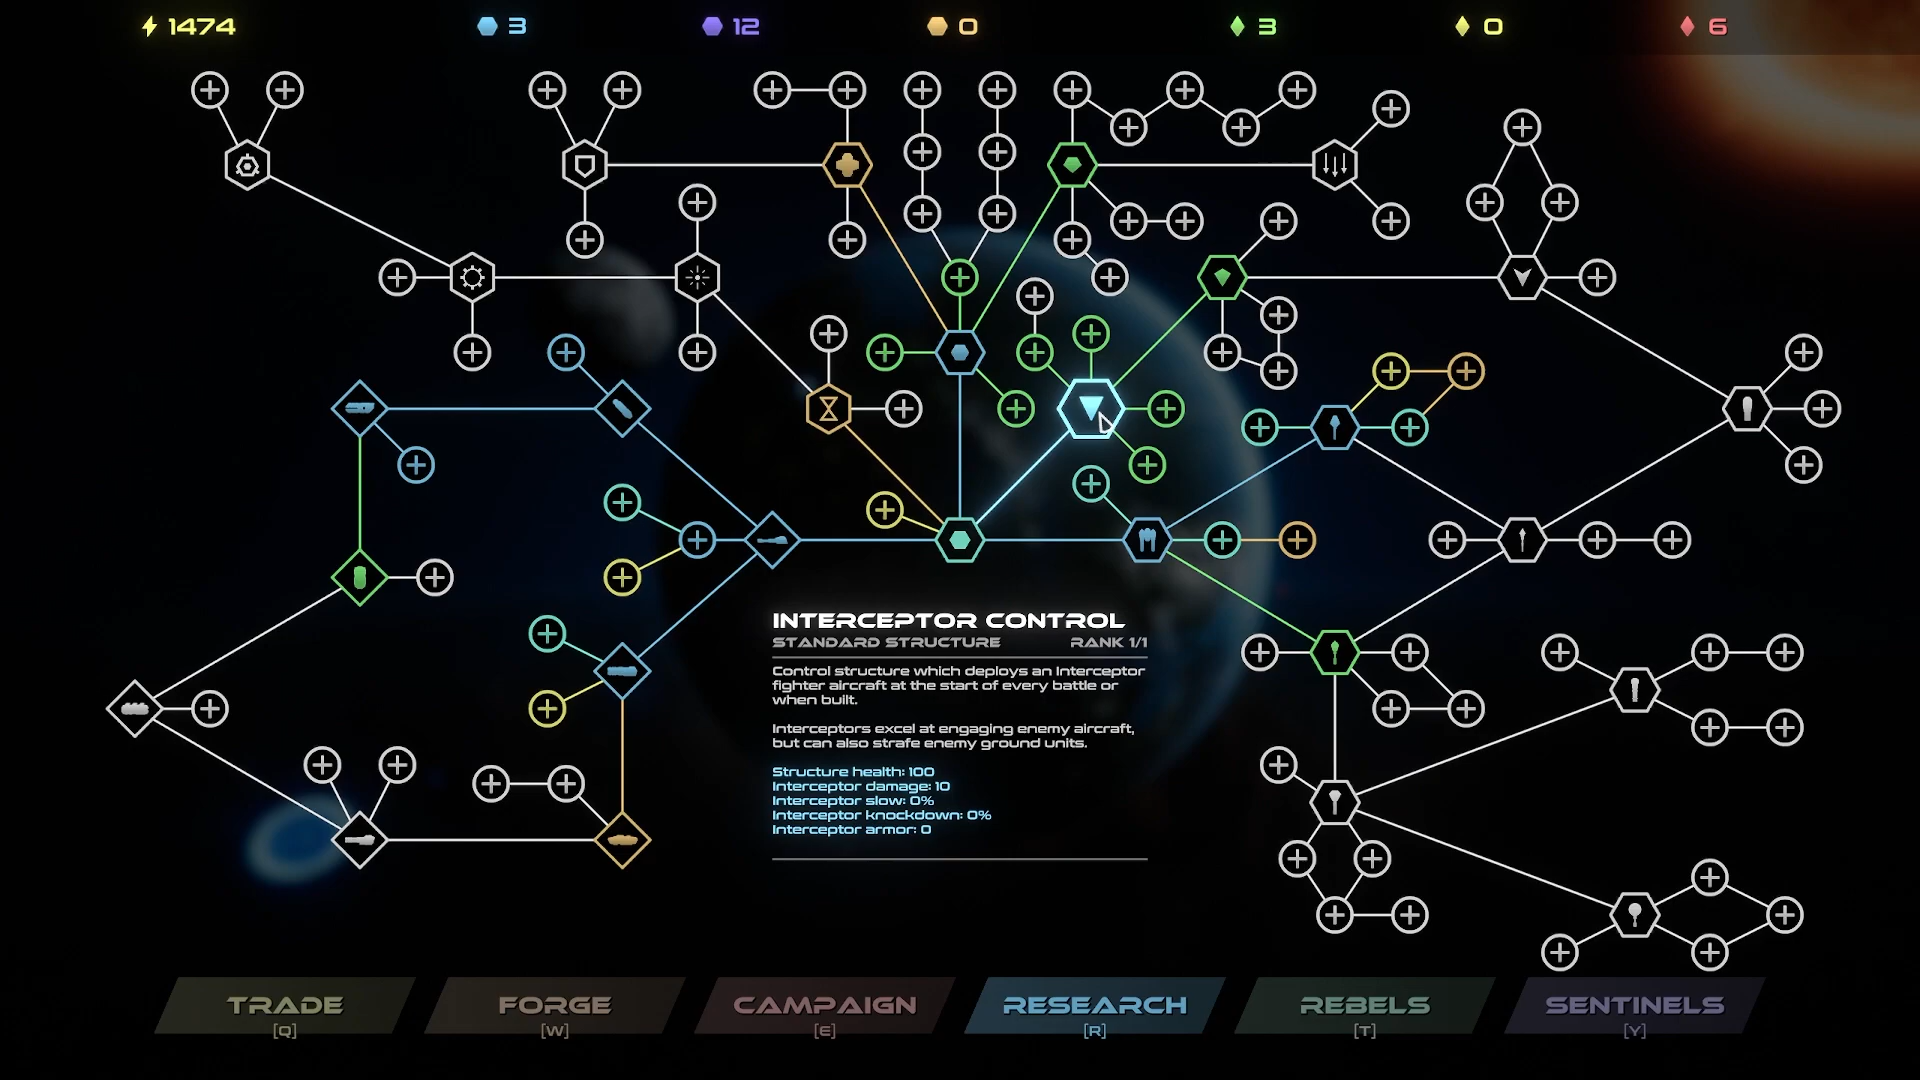 1474
3
12
0
3
0
6
INTERCEPTOR CONTROL
STANDARD STRUCTURE RANK 1/1
Control structure which deploys an Interceptor
fighter aircraft at the start of every battle or
when built.
Interceptors excel at engaging enemy aircraft,
but can also strafe enemy ground units.
Structure health: 100
Interceptor damage: 10
Interceptor slow: 0%
Interceptor knockdown: 0%
Interceptor armor: 0
TRADE
[Q]
FORGE
[W]
CAMPAIGN
[E]
RESEARCH
[R]
REBELS
[T]
SENTINELS
[Y]